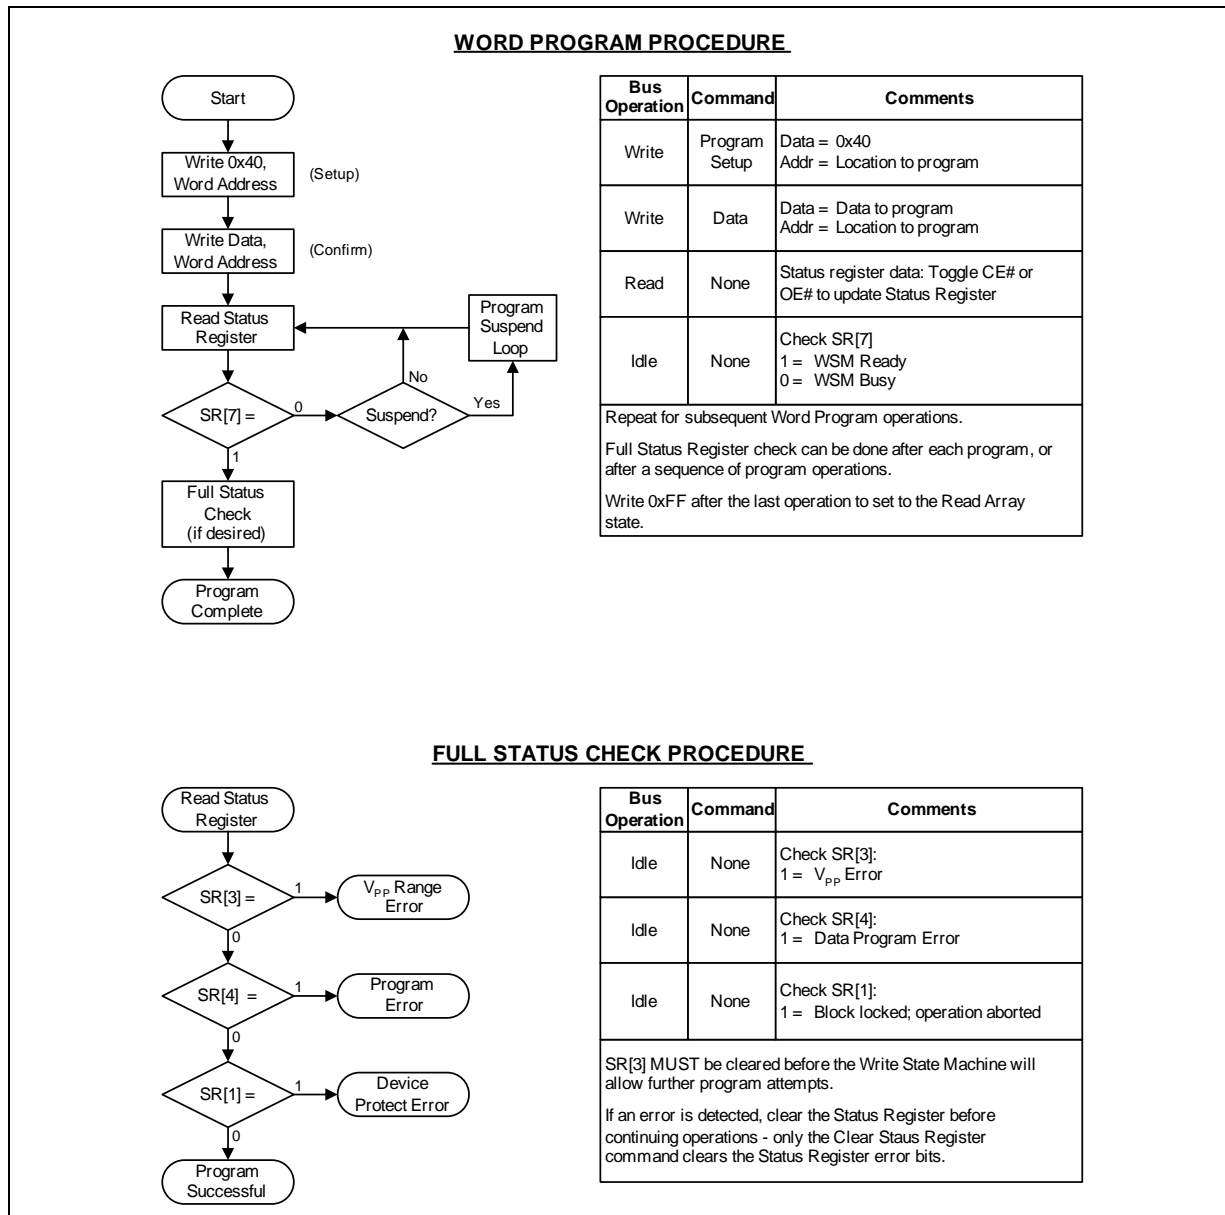 WORD PROGRAM PROCEDURE
Start
Write 0x40,
Word Address
(Setup)
Write Data,
Word Address
(Confirm)
Read Status
Register
Program
Suspend
Loop
No
Yes
SR[7] =
0
Suspend?
1
Full Status
Check
(if desired)
Program
Complete
Bus
Operation
Command
Comments
Write
Program
Setup
Data = 0x40
Addr = Location to program
Write
Data
Data = Data to program
Addr = Location to program
Read
None
Status register data: Toggle CE# or
OE# to update Status Register
Idle
None
Check SR[7]
1 = WSM Ready
0 = WSM Busy
Repeat for subsequent Word Program operations.
Full Status Register check can be done after each program, or
after a sequence of program operations.
Write 0xFF after the last operation to set to the Read Array
state.
FULL STATUS CHECK PROCEDURE
Read Status
Register
SR[3] =
1
VPP Range
Error
0
SR[4] =
1
Program
Error
0
SR[1] =
1
Device
Protect Error
0
Program
Successful
Bus
Operation
Command
Comments
Idle
None
Check SR[3]:
1 = VPP Error
Idle
None
Check SR[4]:
1 = Data Program Error
Idle
None
Check SR[1]:
1 = Block locked; operation aborted
SR[3] MUST be cleared before the Write State Machine will
allow further program attempts.
If an error is detected, clear the Status Register before
continuing operations - only the Clear Staus Register
command clears the Status Register error bits.